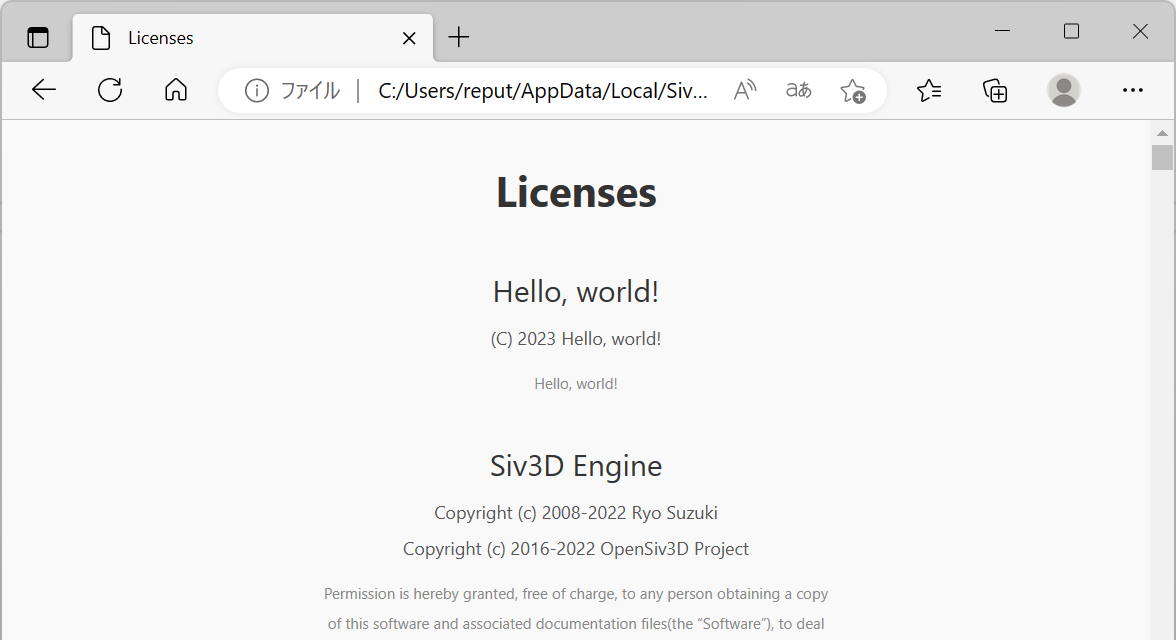 Licenses
ファイル
C:/Users/reput/AppData/Local/Siv...
aあ
Licenses
Hello, world!
(C) 2023 Hello, world!
Hello, world!
Siv3D Engine
Copyright (c) 2008-2022 Ryo Suzuki
Copyright (c) 2016-2022 OpenSiv3D Project
Permission is hereby granted, free of charge, to any person obtaining a copy
of this software and associated documentation files(the “Software”), to deal